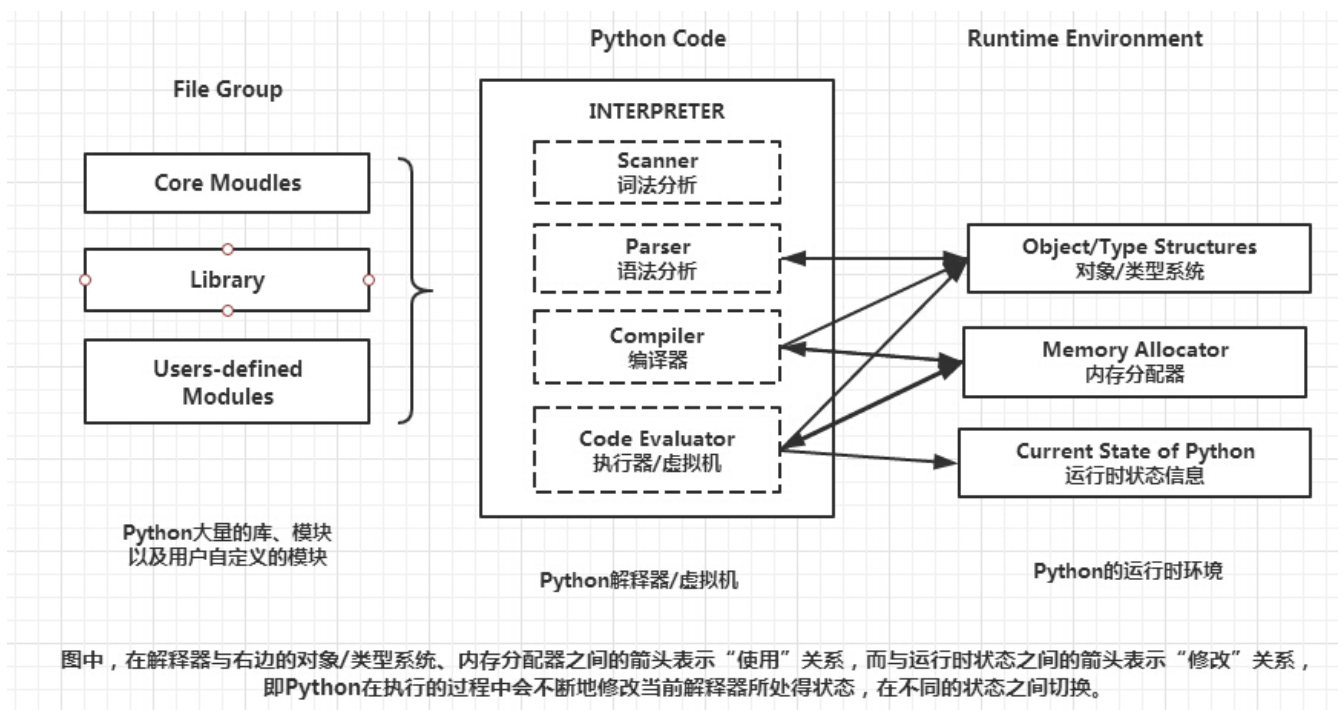 Python Code
Runtime Environment
File Group
Core Moudles
Library
Users-defined
Modules
Python大量的库、模块
以及用户自定义的模块
INTERPRETER
Scanner
词法分析
Parser
语法分析
Compiler
编译器
Code Evaluator
执行器/虚拟机
Python解释器/虚拟机
Object/Type Structures
对象/类型系统
Memory Allocator
内存分配器
Current State of Python
运行时状态信息
Python的运行时环境
图中，在解释器与右边的对象/类型系统、内存分配器之间的箭头表示“使用”关系，而与运行时状态之间的箭头表示“修改”关系，
即Python在执行的过程中会不断地修改当前解释器所处得状态，在不同的状态之间切换。